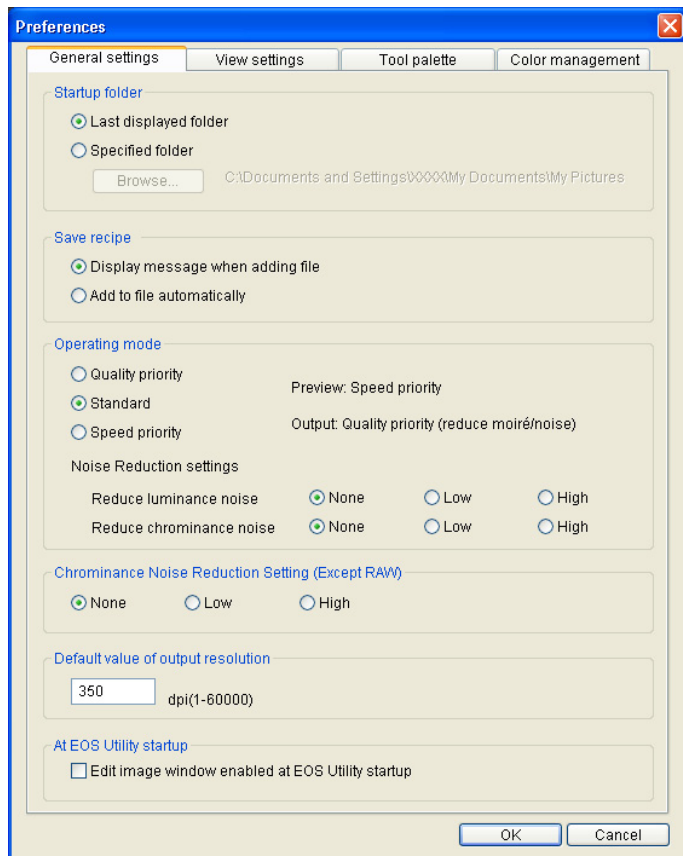 Preferences
General settings View settings Tool palette Color management
Startup folder
Last displayed folder
Specified folder
Browse... C:\Documents and Settings\XXXX\My Documents\My Pictures
Save recipe
Display message when adding file
Add to file automatically
Operating mode
Quality priority
Preview: Speed priority
Standard
Output: Quality priority (reduce moiré/noise)
Speed priority
Noise Reduction settings
Reduce luminance noise None Low High
Reduce chrominance noise None Low High
Chrominance Noise Reduction Setting (Except RAW)
None Low High
Default value of output resolution
350 dpi(1-60000)
At EOS Utility startup
Edit image window enabled at EOS Utility startup
OK Cancel